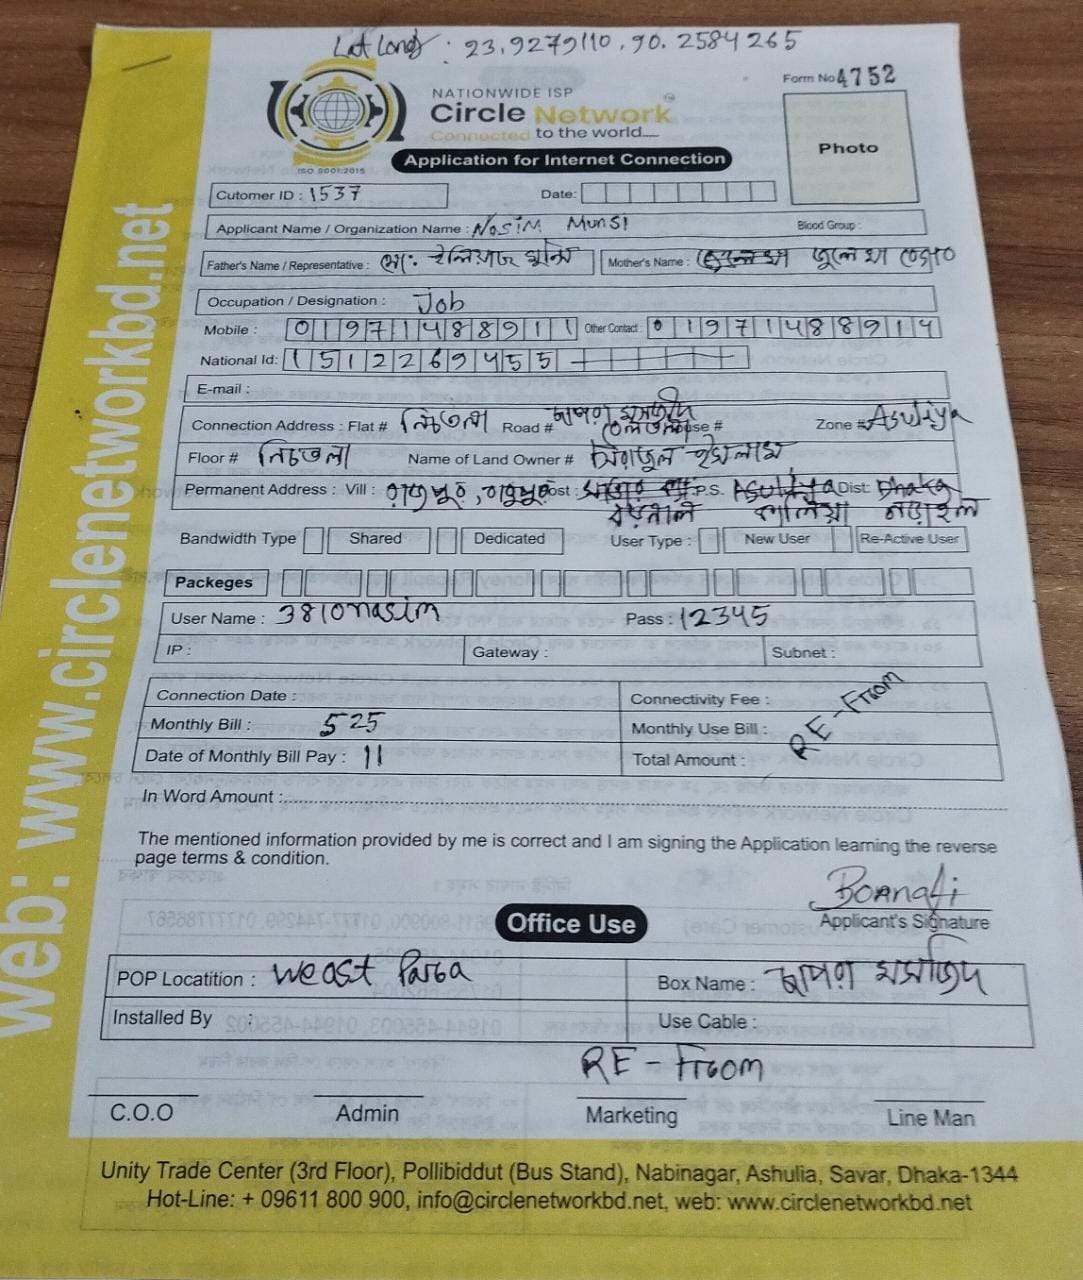 Lat Long : 23.9279110, 90.2584265
Form No 4752
NATIONWIDE ISP
Circle Network
Connected to the world....
ISO 9001:2015
Photo
Application for Internet Connection
Cutomer ID : 1537 Date:
Applicant Name / Organization Name : Nasim Munsi Blood Group :
Father's Name / Representative : মো: ইলিয়াজ মুন্সি Mother's Name : জুলেখা বেগম
Occupation / Designation : Job
Mobile : 01971488911 Other Contact : 01971488914
National Id: 1512269455
E-mail :
Connection Address : Flat # নিচতলা Road # House # Zone # Asuliya
Floor # নিচতলা Name of Land Owner # সিরাজুল ইসলাম
Permanent Address : Vill : Post : P.S. Asuliya Dist: Dhaka
কালিয়া নড়াইল
Bandwidth Type Shared Dedicated User Type : New User Re-Active User
Packeges
User Name : 3810nasim Pass : 12345
IP : Gateway : Subnet :
Connection Date : Connectivity Fee :
Monthly Bill : 525 Monthly Use Bill :
Date of Monthly Bill Pay : 11 Total Amount :
RE-From
In Word Amount :
The mentioned information provided by me is correct and I am signing the Application learning the reverse
page terms & condition.
Applicant's Signature
Office Use
POP Locatition : weast Parba Box Name : মসজিদ
Installed By : Use Cable :
RE-From
C.O.O Admin Marketing Line Man
Unity Trade Center (3rd Floor), Pollibiddut (Bus Stand), Nabinagar, Ashulia, Savar, Dhaka-1344
Hot-Line: + 09611 800 900, info@circlenetworkbd.net, web: www.circlenetworkbd.net
web: www.circlenetworkbd.net